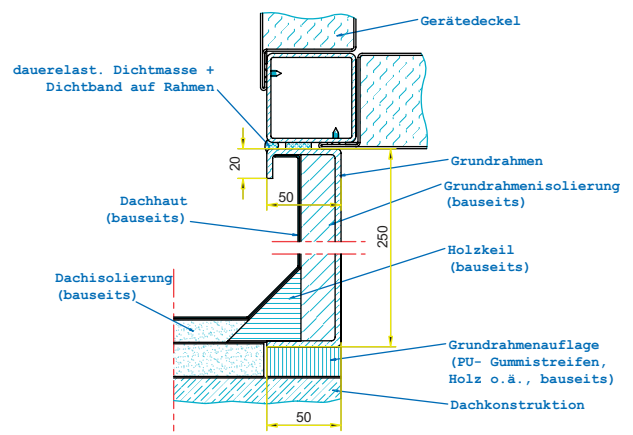 Gerätedeckel
dauerelast. Dichtmasse +
Dichtband auf Rahmen
20
50
Grundrahmen
Grundrahmenisolierung
(bauseits)
Dachhaut
(bauseits)
250
Holzkeil
(bauseits)
Dachisolierung
(bauseits)
Grundrahmenauflage
(PU- Gummistreifen,
Holz o.ä., bauseits)
Dachkonstruktion
50